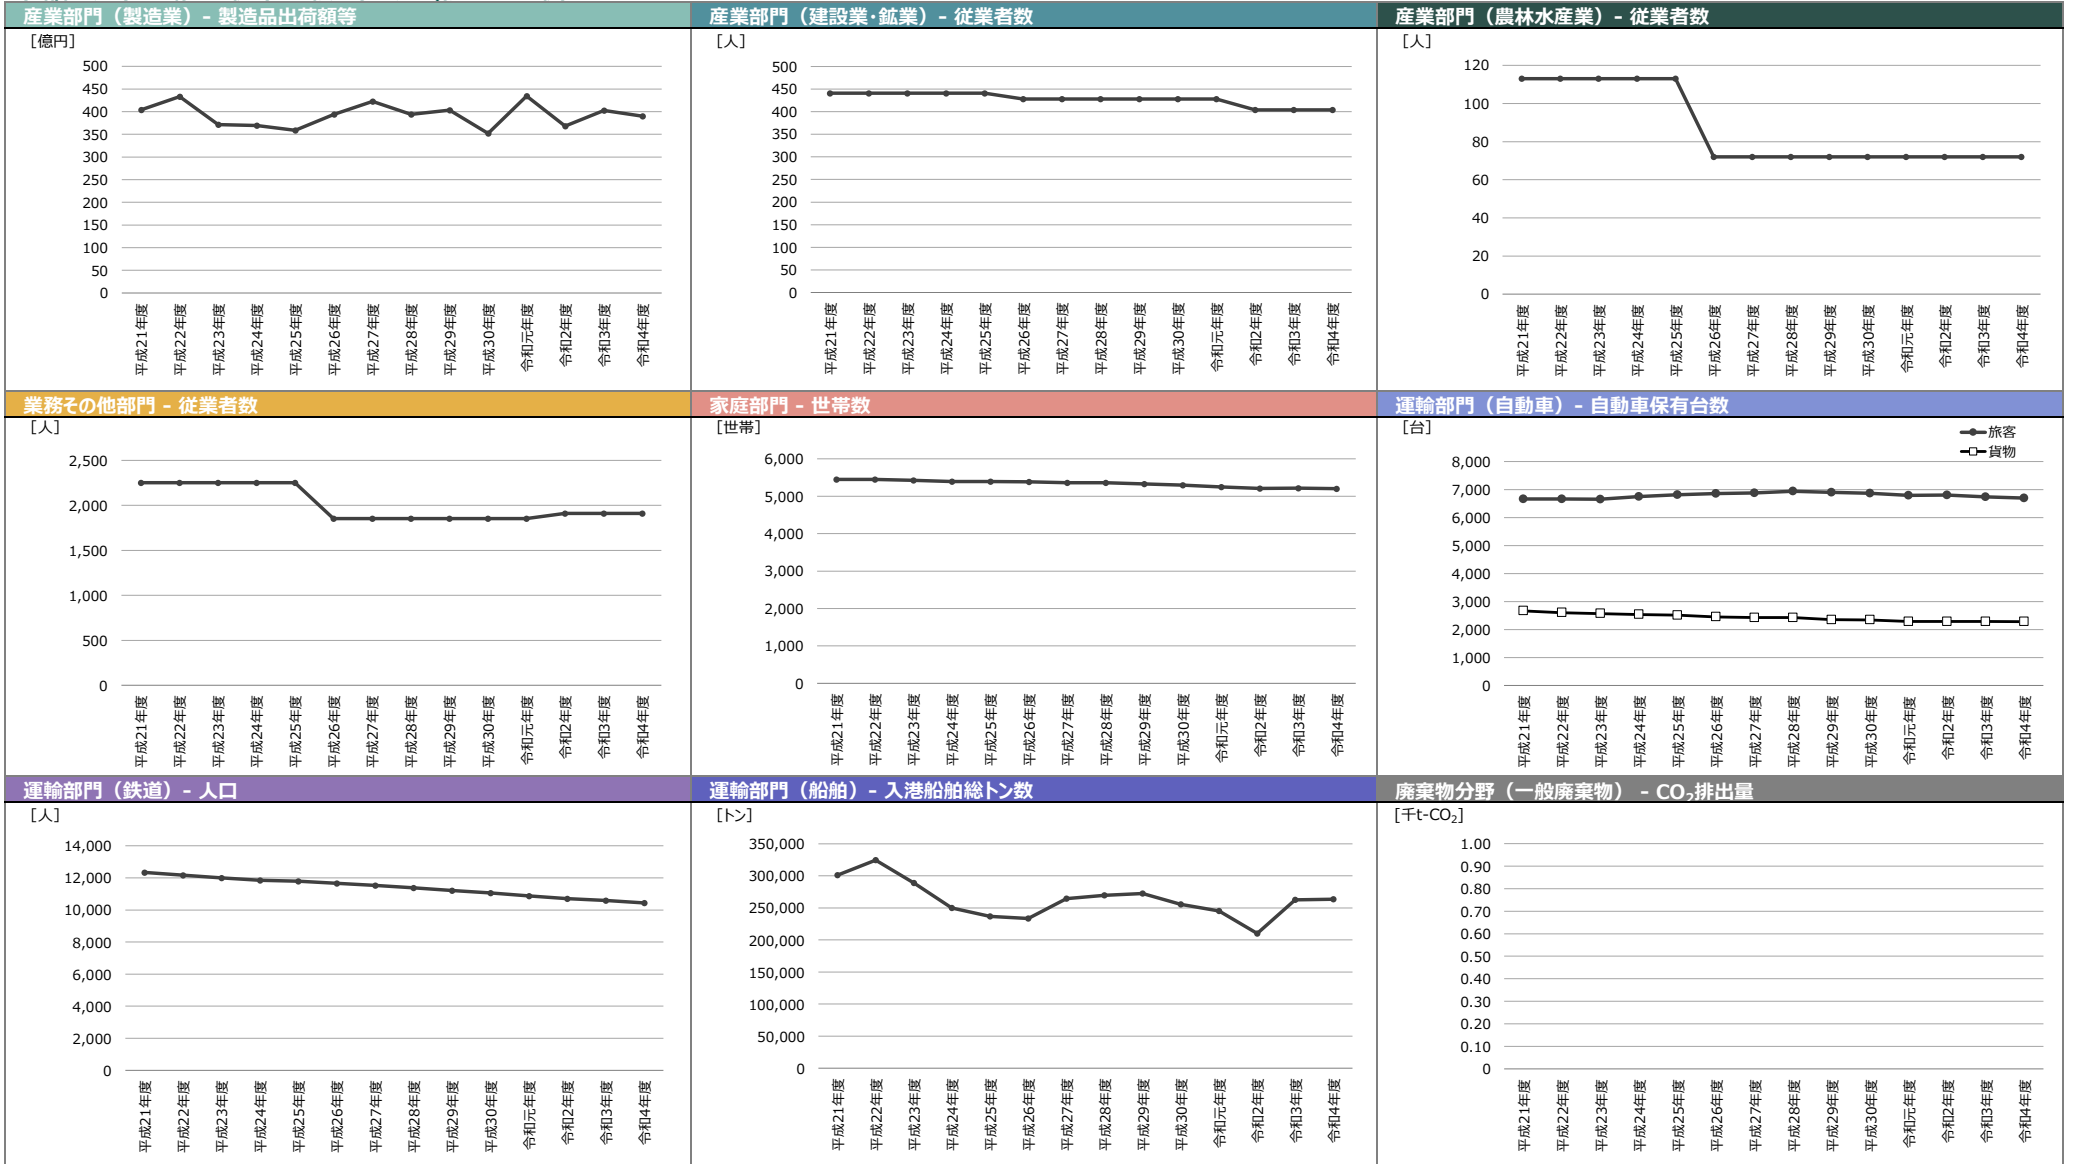 産業部門（製造業）- 製造品出荷額等
[億円]
500
450
400
350
300
250
200
150
100
50
0
平成21年度
平成22年度
平成23年度
平成24年度
平成25年度
平成26年度
平成27年度
平成28年度
平成29年度
平成30年度
令和元年度
令和2年度
令和3年度
令和4年度
産業部門（建設業・鉱業）- 従業者数
[人]
500
450
400
350
300
250
200
150
100
50
0
平成21年度
平成22年度
平成23年度
平成24年度
平成25年度
平成26年度
平成27年度
平成28年度
平成29年度
平成30年度
令和元年度
令和2年度
令和3年度
令和4年度
産業部門（農林水産業）- 従業者数
[人]
120
100
80
60
40
20
0
平成21年度
平成22年度
平成23年度
平成24年度
平成25年度
平成26年度
平成27年度
平成28年度
平成29年度
平成30年度
令和元年度
令和2年度
令和3年度
令和4年度
業務その他部門 - 従業者数
[人]
2,500
2,000
1,500
1,000
500
0
平成21年度
平成22年度
平成23年度
平成24年度
平成25年度
平成26年度
平成27年度
平成28年度
平成29年度
平成30年度
令和元年度
令和2年度
令和3年度
令和4年度
家庭部門 - 世帯数
[世帯]
6,000
5,000
4,000
3,000
2,000
1,000
0
平成21年度
平成22年度
平成23年度
平成24年度
平成25年度
平成26年度
平成27年度
平成28年度
平成29年度
平成30年度
令和元年度
令和2年度
令和3年度
令和4年度
運輸部門（自動車）- 自動車保有台数
[台]
旅客
貨物
8,000
7,000
6,000
5,000
4,000
3,000
2,000
1,000
0
平成21年度
平成22年度
平成23年度
平成24年度
平成25年度
平成26年度
平成27年度
平成28年度
平成29年度
平成30年度
令和元年度
令和2年度
令和3年度
令和4年度
運輸部門（鉄道）- 人口
[人]
14,000
12,000
10,000
8,000
6,000
4,000
2,000
0
平成21年度
平成22年度
平成23年度
平成24年度
平成25年度
平成26年度
平成27年度
平成28年度
平成29年度
平成30年度
令和元年度
令和2年度
令和3年度
令和4年度
運輸部門（船舶）- 入港船舶総トン数
[トン]
350,000
300,000
250,000
200,000
150,000
100,000
50,000
0
平成21年度
平成22年度
平成23年度
平成24年度
平成25年度
平成26年度
平成27年度
平成28年度
平成29年度
平成30年度
令和元年度
令和2年度
令和3年度
令和4年度
廃棄物分野（一般廃棄物） - CO₂排出量
[千t-CO₂]
1.00
0.90
0.80
0.70
0.60
0.50
0.40
0.30
0.20
0.10
0
平成21年度
平成22年度
平成23年度
平成24年度
平成25年度
平成26年度
平成27年度
平成28年度
平成29年度
平成30年度
令和元年度
令和2年度
令和3年度
令和4年度